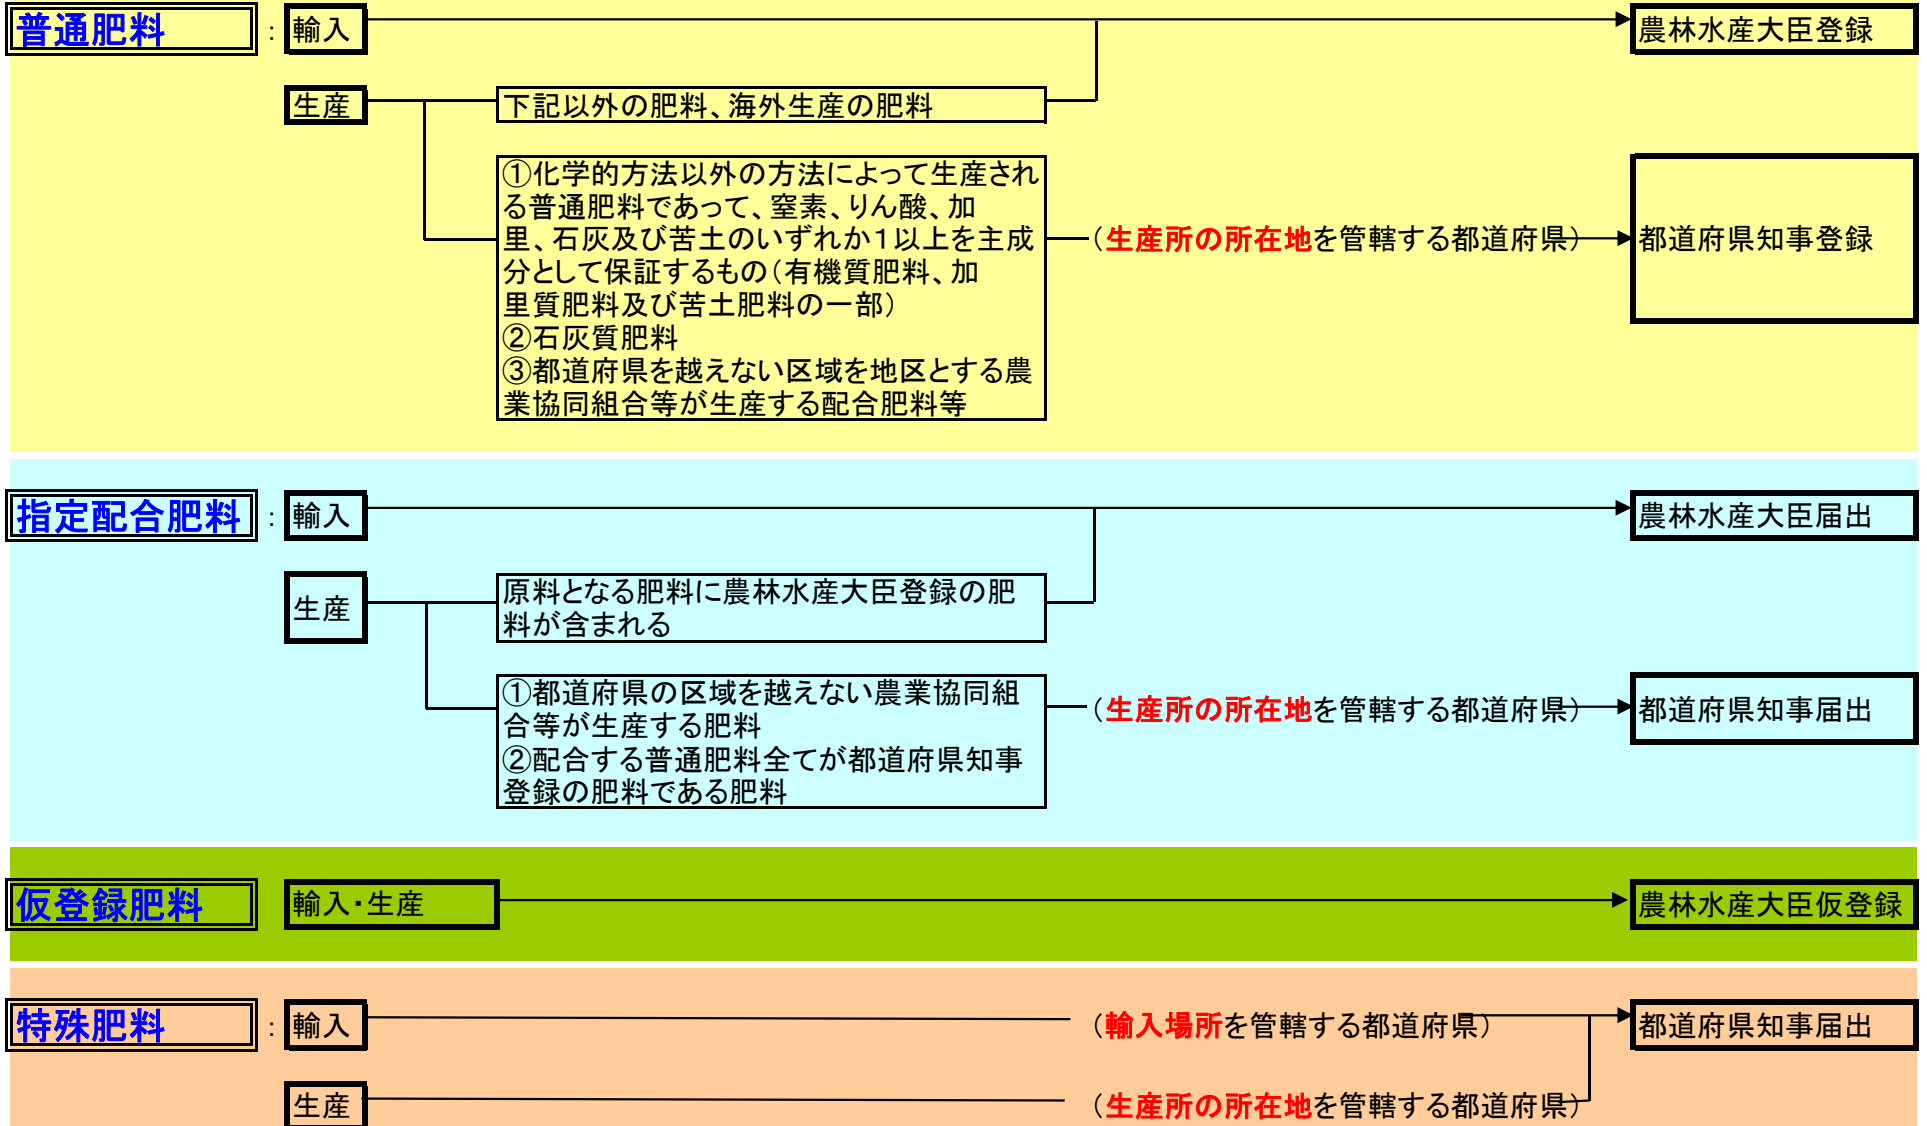 普通肥料 : 輸入 農林水産大臣登録
生産 下記以外の肥料、海外生産の肥料
①化学的方法以外の方法によって生産され
る普通肥料であって、窒素、りん酸、加
里、石灰及び苦土のいずれか１以上を主成
分として保証するもの（有機質肥料、加
里質肥料及び苦土肥料の一部）
②石灰質肥料
③都道府県を越えない区域を地区とする農
業協同組合等が生産する配合肥料等
（生産所の所在地を管轄する都道府県） 都道府県知事登録
指定配合肥料 : 輸入 農林水産大臣届出
生産 原料となる肥料に農林水産大臣登録の肥
料が含まれる
①都道府県の区域を越えない農業協同組
合等が生産する肥料
②配合する普通肥料全てが都道府県知事
登録の肥料である肥料
（生産所の所在地を管轄する都道府県） 都道府県知事届出
仮登録肥料 輸入・生産 農林水産大臣仮登録
特殊肥料 : 輸入 （輸入場所を管轄する都道府県） 都道府県知事届出
生産 （生産所の所在地を管轄する都道府県）